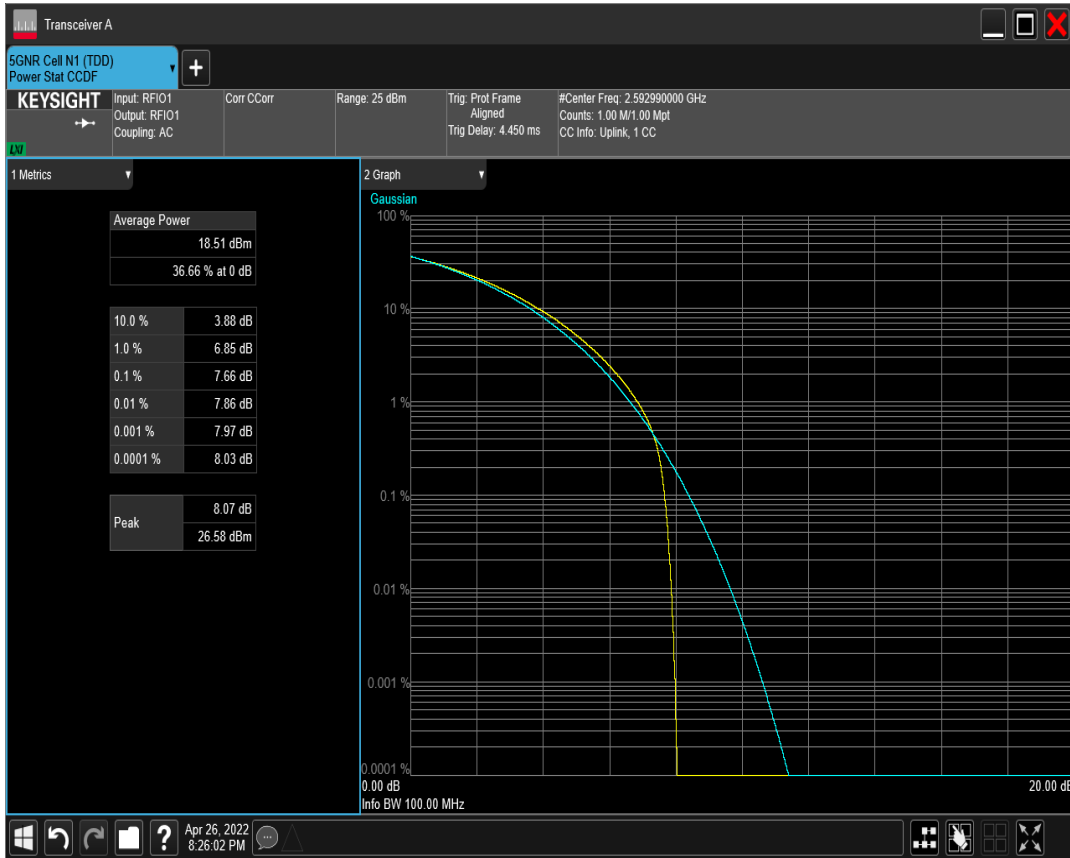 Transceiver A
5GNR Cell N1 (TDD)
Power Stat CCDF
+
KEYSIGHT
LXI
Input: RFIO1
Output: RFIO1
Coupling: AC
Corr CCorr
Range: 25 dBm
Trig: Prot Frame
Aligned
Trig Delay: 4.450 ms
#Center Freq: 2.592990000 GHz
Counts: 1.00 M/1.00 Mpt
CC Info: Uplink, 1 CC
1 Metrics
Average Power
18.51 dBm
36.66 % at 0 dB
10.0 % 3.88 dB
1.0 % 6.85 dB
0.1 % 7.66 dB
0.01 % 7.86 dB
0.001 % 7.97 dB
0.0001 % 8.03 dB
Peak 8.07 dB
26.58 dBm
2 Graph
Gaussian
100 %
10 %
1 %
0.1 %
0.01 %
0.001 %
0.0001 %
0.00 dB 20.00 dB
Info BW 100.00 MHz
? Apr 26, 2022
8:26:02 PM